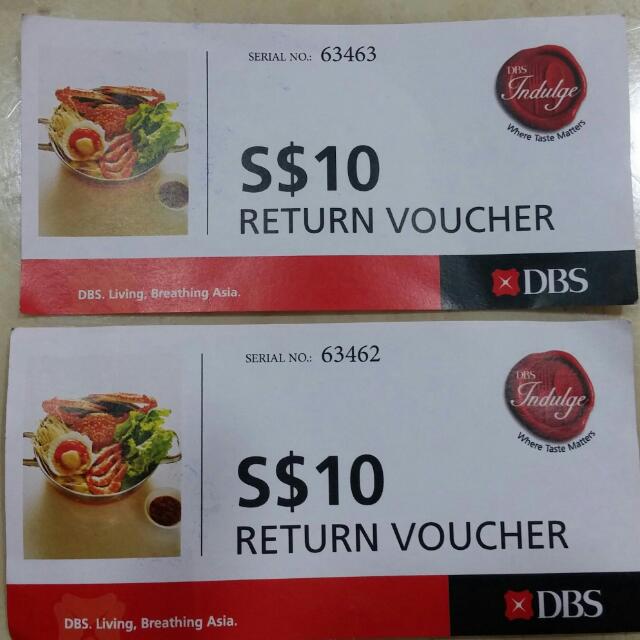 SERIAL NO.: 63463
DBS
Indulge
Where Taste Matters
S$10
RETURN VOUCHER
DBS. Living, Breathing Asia.
DBS
SERIAL NO.: 63462
DBS
Indulge
Where Taste Matters
S$10
RETURN VOUCHER
DBS. Living, Breathing Asia.
DBS